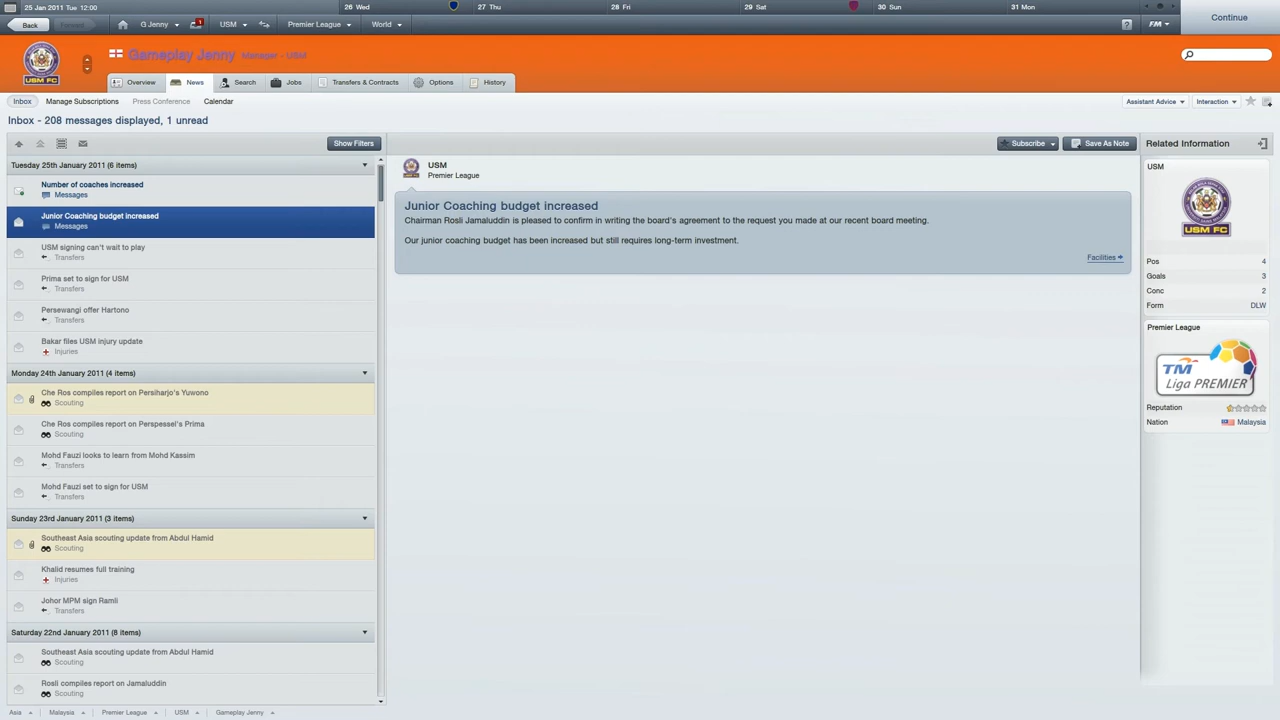 25 Jan 2011 Tue 12:00
26 Wed
27 Thu
28 Fri
29 Sat
30 Sun
31 Mon
Back
Forward
G Jenny
1
USM
Premier League
World
FM
Continue
USM FC
Gameplay Jenny Manager - USM
Overview
News
Search
Jobs
Transfers & Contracts
Options
History
Inbox
Manage Subscriptions
Press Conference
Calendar
Assistant Advice
Interaction
Inbox - 208 messages displayed, 1 unread
Show Filters
Subscribe
Save As Note
Related Information
Tuesday 25th January 2011 (6 items)
Number of coaches increased
Messages
Junior Coaching budget increased
Messages
USM signing can't wait to play
Transfers
Prima set to sign for USM
Transfers
Persewangi offer Hartono
Transfers
Bakar files USM injury update
Injuries
Monday 24th January 2011 (4 items)
Che Ros compiles report on Persiharjo's Yuwono
Scouting
Che Ros compiles report on Perspessel's Prima
Scouting
Mohd Fauzi looks to learn from Mohd Kassim
Transfers
Mohd Fauzi set to sign for USM
Transfers
Sunday 23rd January 2011 (3 items)
Southeast Asia scouting update from Abdul Hamid
Scouting
Khalid resumes full training
Injuries
Johor MPM sign Ramli
Transfers
Saturday 22nd January 2011 (8 items)
Southeast Asia scouting update from Abdul Hamid
Scouting
Rosli compiles report on Jamaluddin
Scouting
USM
Premier League
Junior Coaching budget increased
Chairman Rosli Jamaluddin is pleased to confirm in writing the board's agreement to the request you made at our recent board meeting.
Our junior coaching budget has been increased but still requires long-term investment.
Facilities
USM
USM FC
Pos 4
Goals 3
Conc 2
Form DLW
Premier League
TM
Liga PREMIER
Reputation
Nation Malaysia
Asia
Malaysia
Premier League
USM
Gameplay Jenny